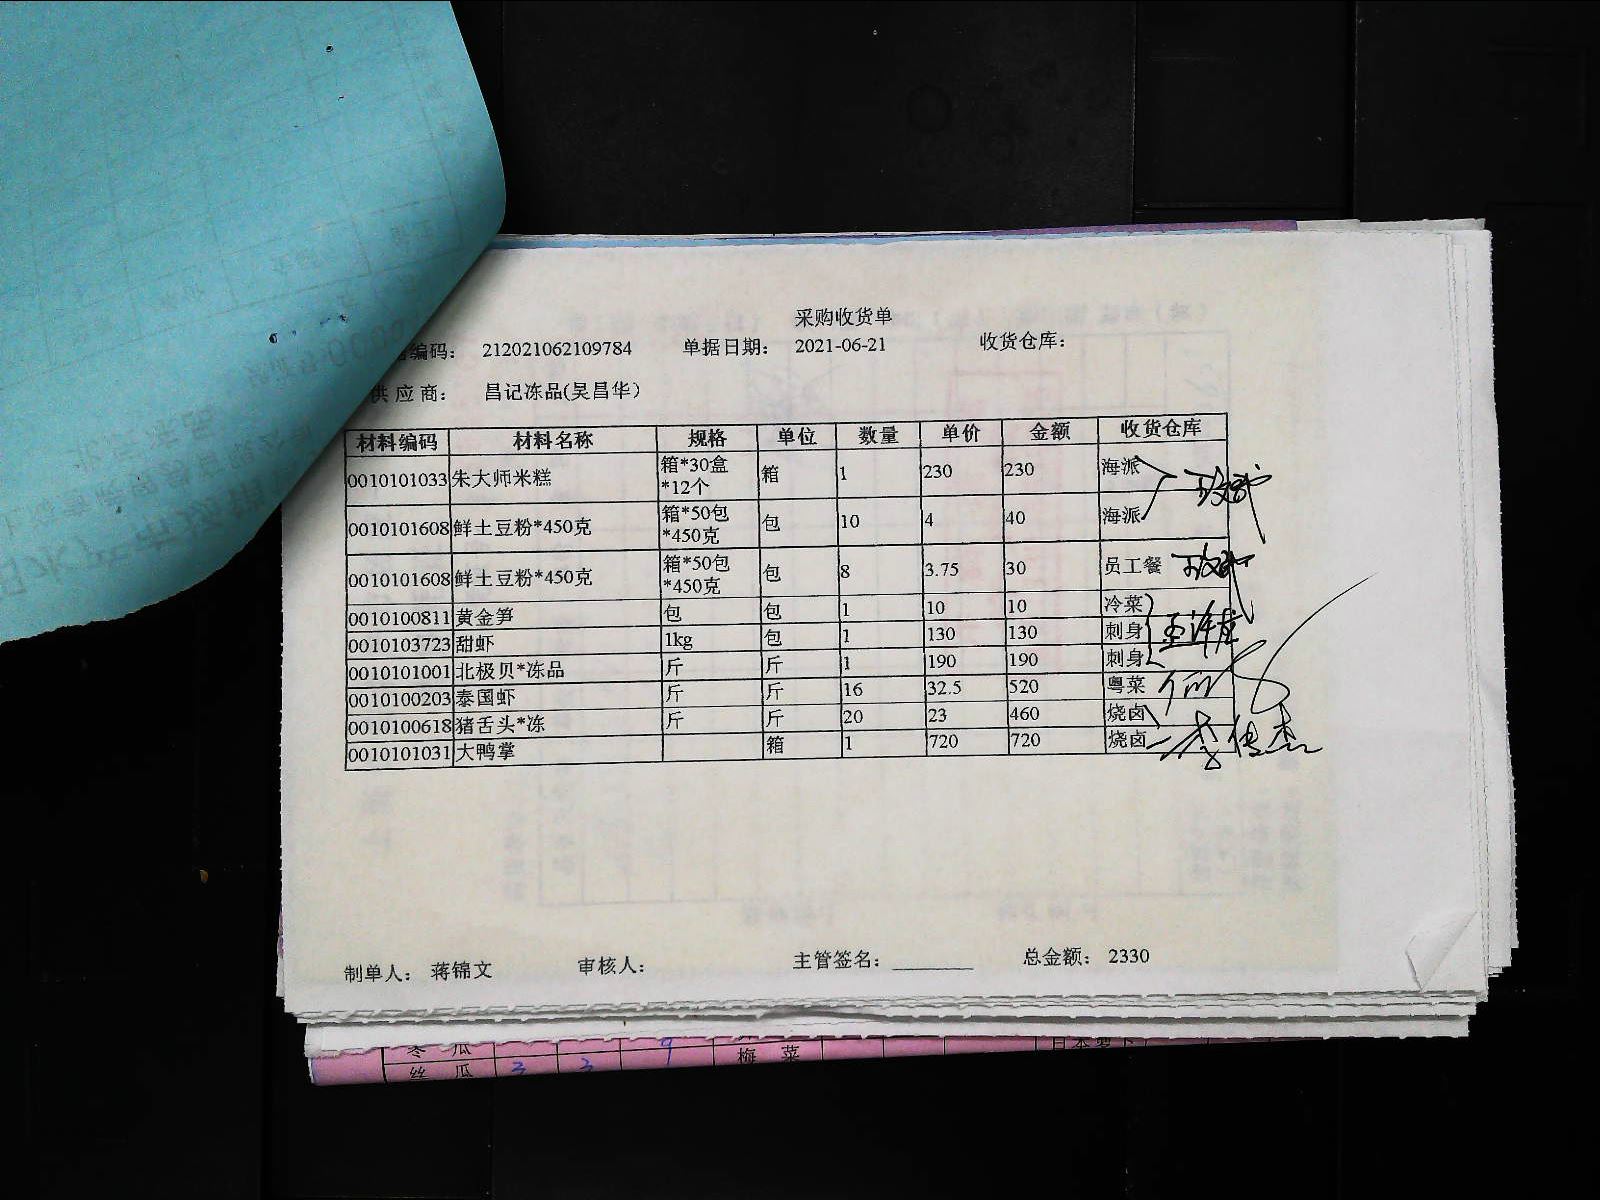 采购收货单
编码： 212021062109784 单据日期： 2021-06-21 收货仓库：
供应商： 昌记冻品(吴昌华)
材料编码 材料名称 规格 单位 数量 单价 金额 收货仓库
0010101033 朱大师米糕 箱*30盒*12个 箱 1 230 230 海派
0010101608 鲜土豆粉*450克 箱*50包*450克 包 10 4 40 海派
0010101608 鲜土豆粉*450克 箱*50包*450克 包 8 3.75 30 员工餐
0010100811 黄金笋 包 包 1 10 10 冷菜
0010103723 甜虾 1kg 包 1 130 130 刺身
0010101001 北极贝*冻品 斤 斤 1 190 190 刺身
0010100203 泰国虾 斤 斤 16 32.5 520 粤菜
0010100618 猪舌头*冻 斤 斤 20 23 460 烧卤
0010101031 大鸭掌 箱 1 720 720 烧卤
制单人： 蒋锦文 审核人： 主管签名： 总金额： 2330
冬瓜 9 梅菜
丝瓜 3 3